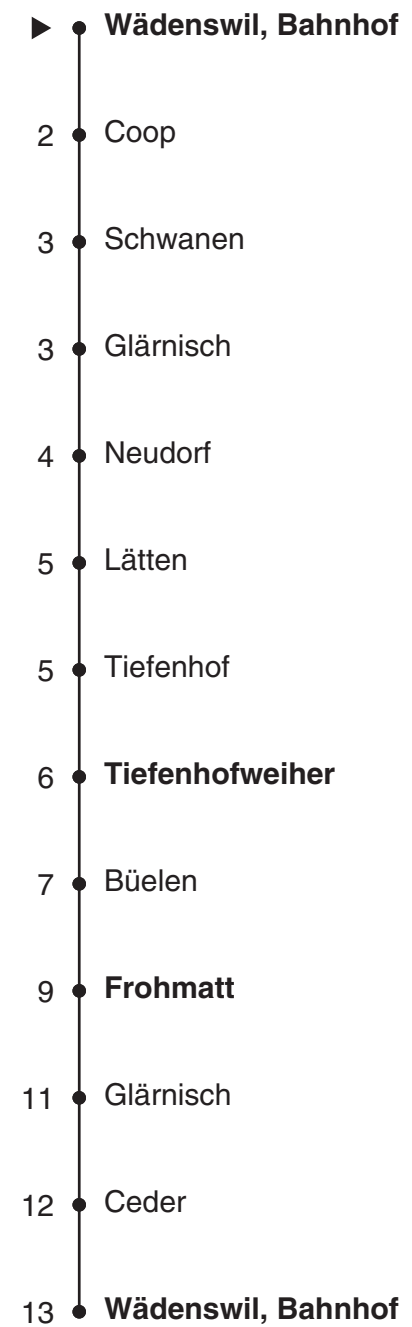 Wädenswil, Bahnhof
2 Coop
3 Schwanen
3 Glärnisch
4 Neudorf
5 Lätten
5 Tiefenhof
6 Tiefenhofweiher
7 Büelen
9 Frohmatt
11 Glärnisch
12 Ceder
13 Wädenswil, Bahnhof